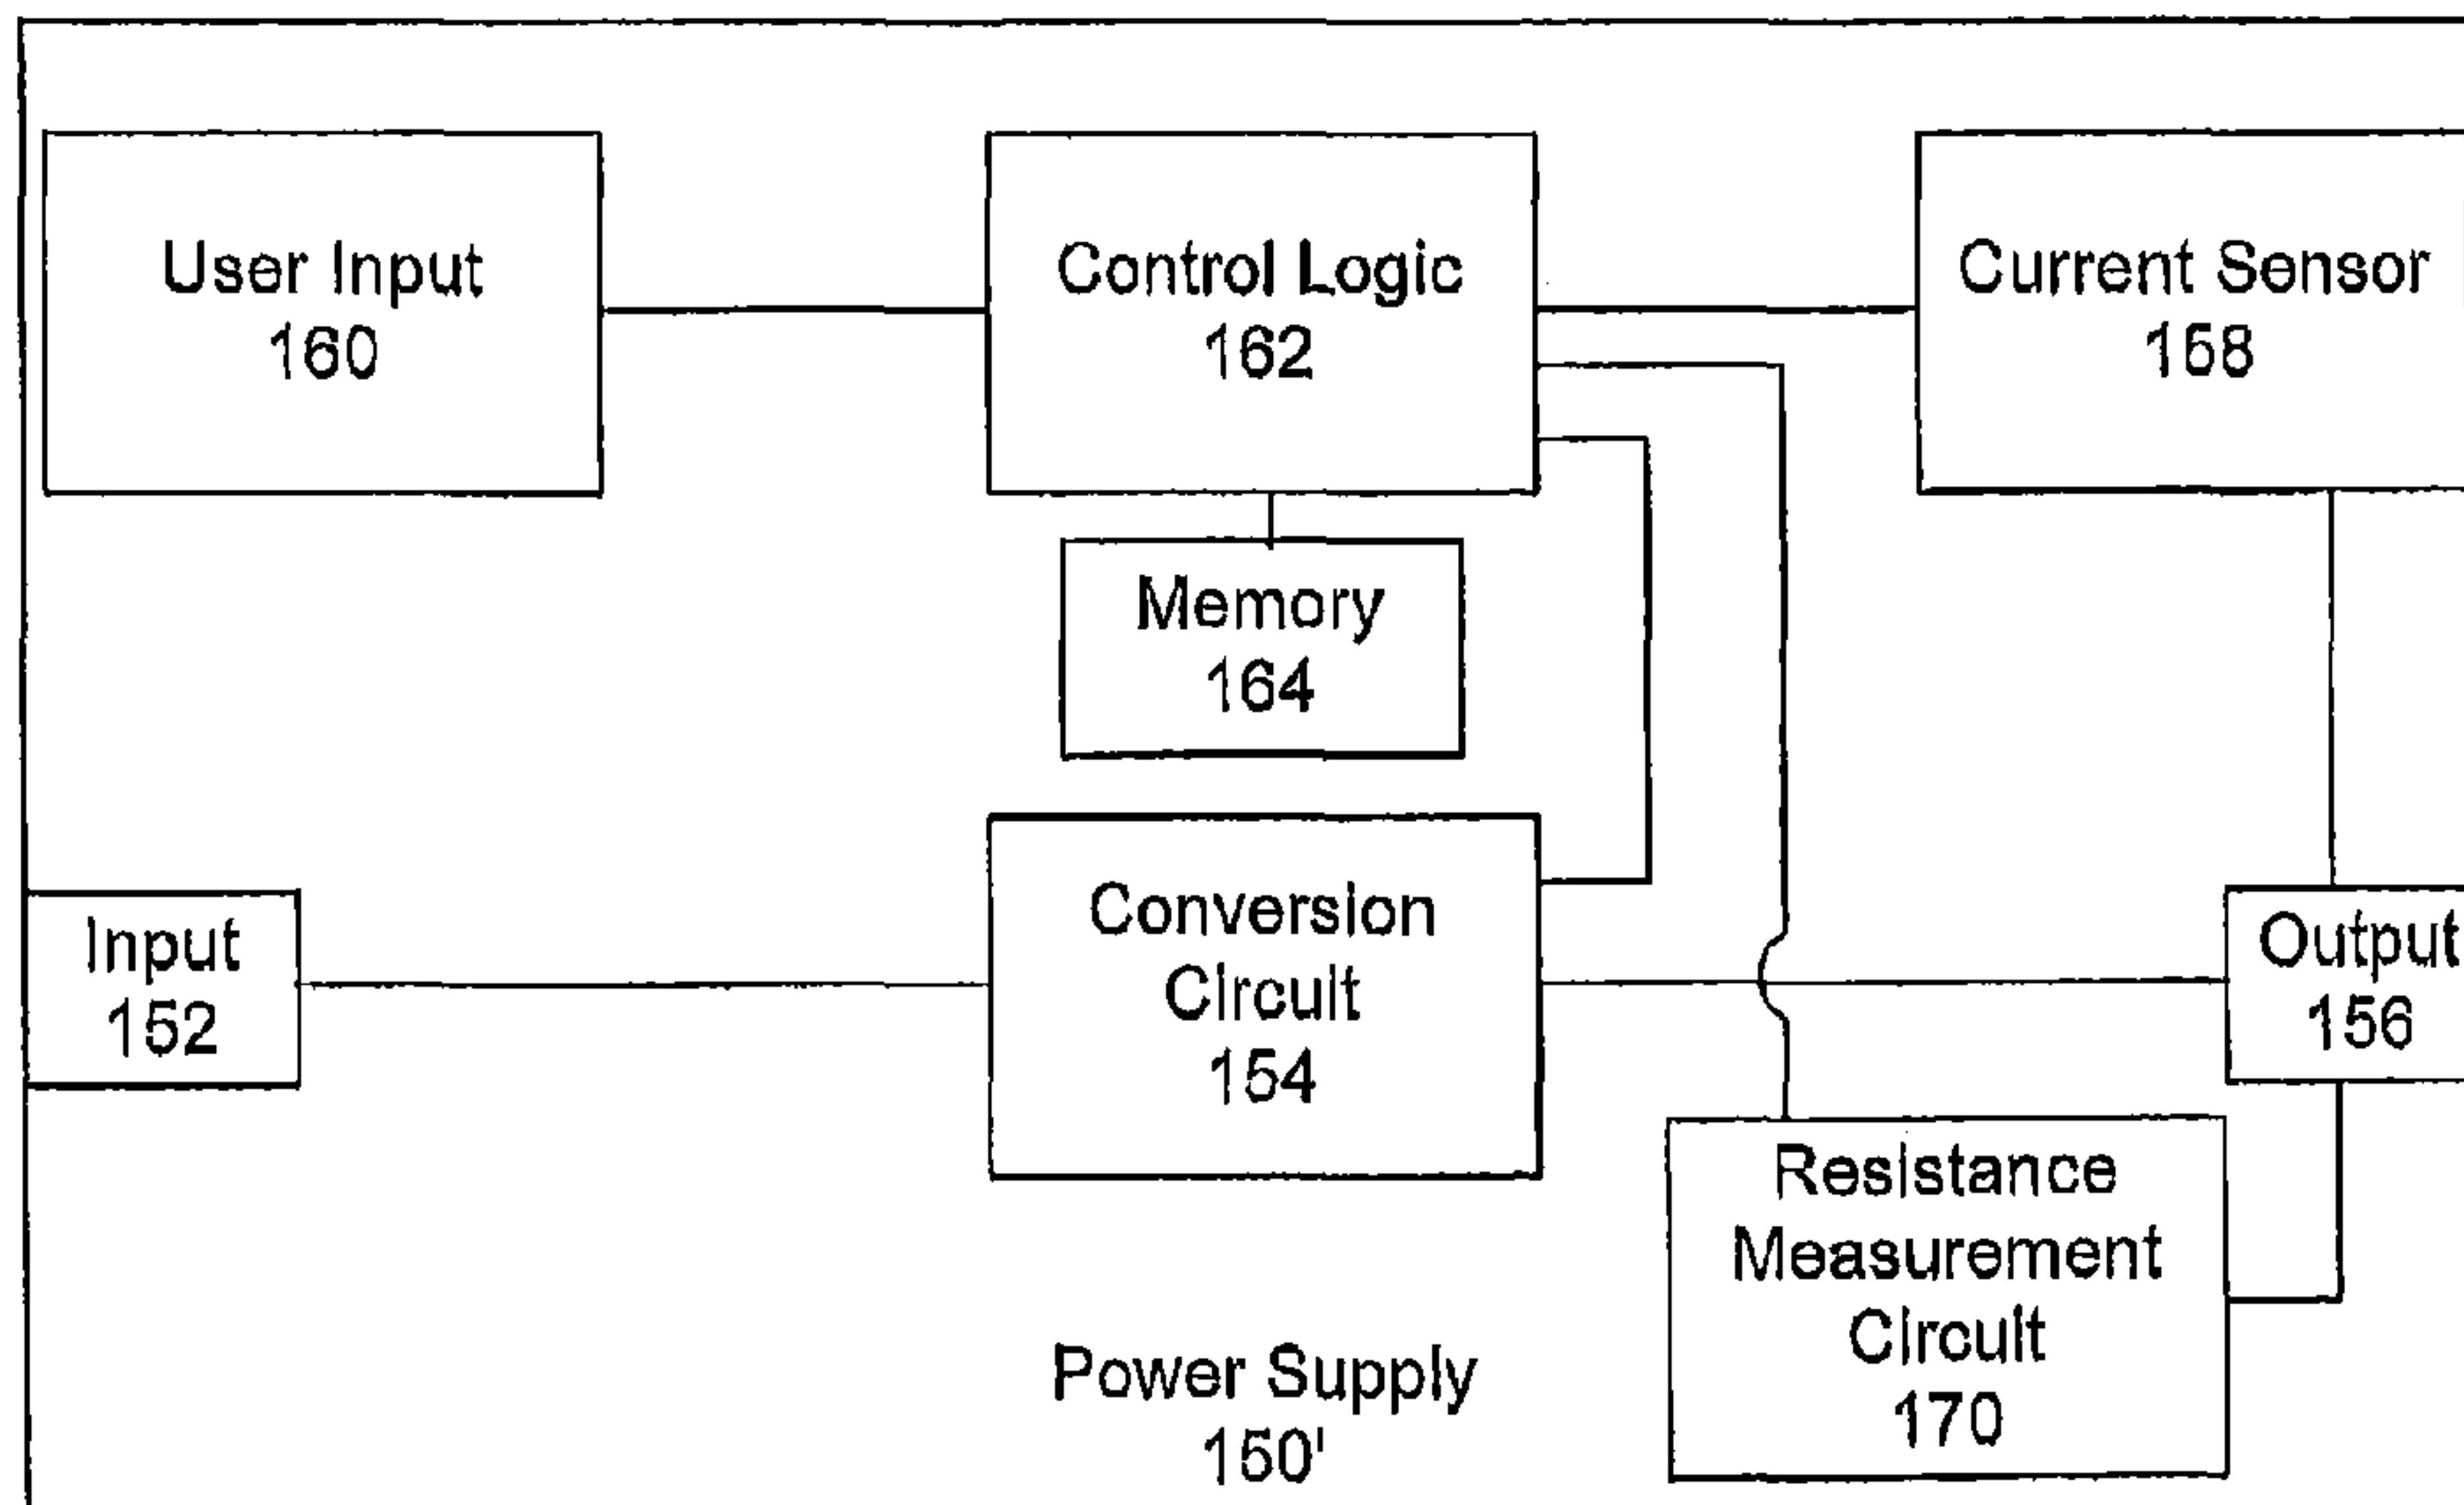 User Input
160
Control Logic
162
Current Sensor
158
Memory
164
Input
152
Conversion
Circuit
154
Output
156
Resistance
Measurement
Circuit
170
Power Supply
150'